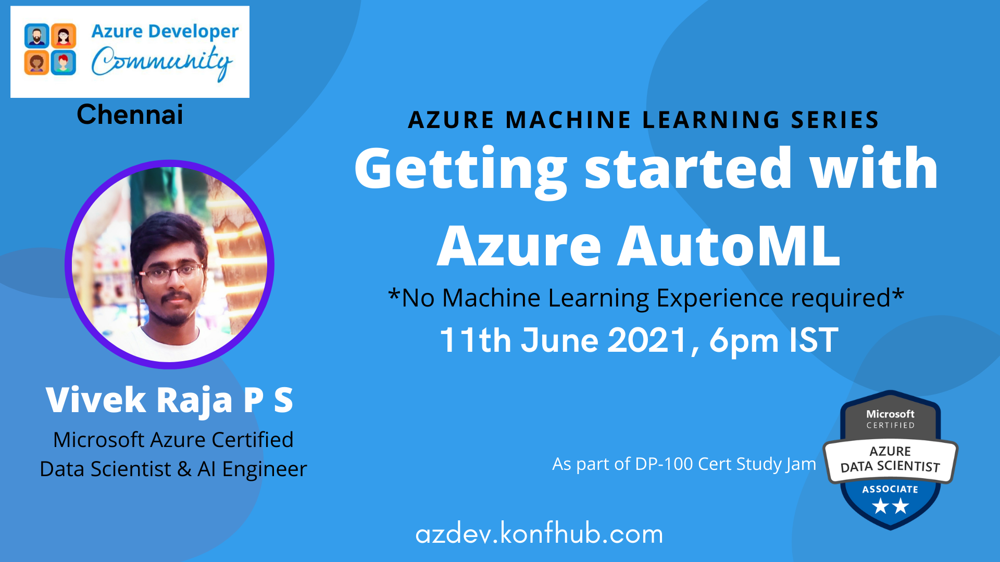 Azure Developer
Community
Chennai
AZURE MACHINE LEARNING SERIES
Getting started with
Azure AutoML
*No Machine Learning Experience required*
11th June 2021, 6pm IST
Vivek Raja P S
Microsoft Azure Certified
Data Scientist & AI Engineer
As part of DP-100 Cert Study Jam
Microsoft
CERTIFIED
AZURE
DATA SCIENTIST
ASSOCIATE
azdev.konfhub.com